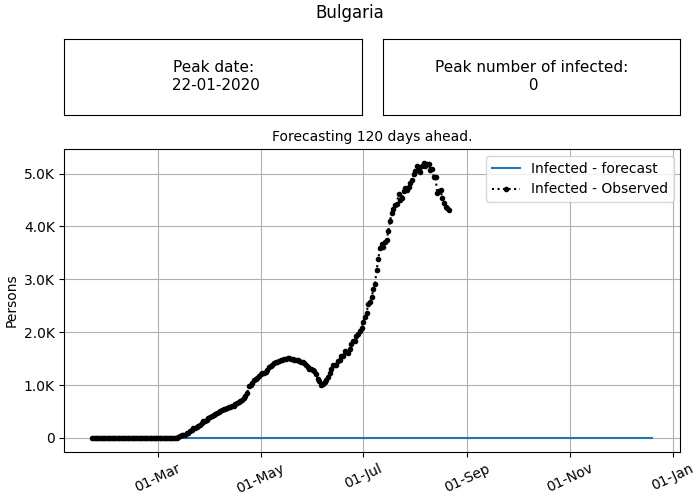 Bulgaria
Peak date:
22-01-2020
Peak number of infected:
0
Forecasting 120 days ahead.
Infected - forecast
Infected - Observed
Persons
5.0K
4.0K
3.0K
2.0K
1.0K
0
01-Mar
01-May
01-Jul
01-Sep
01-Nov
01-Jan